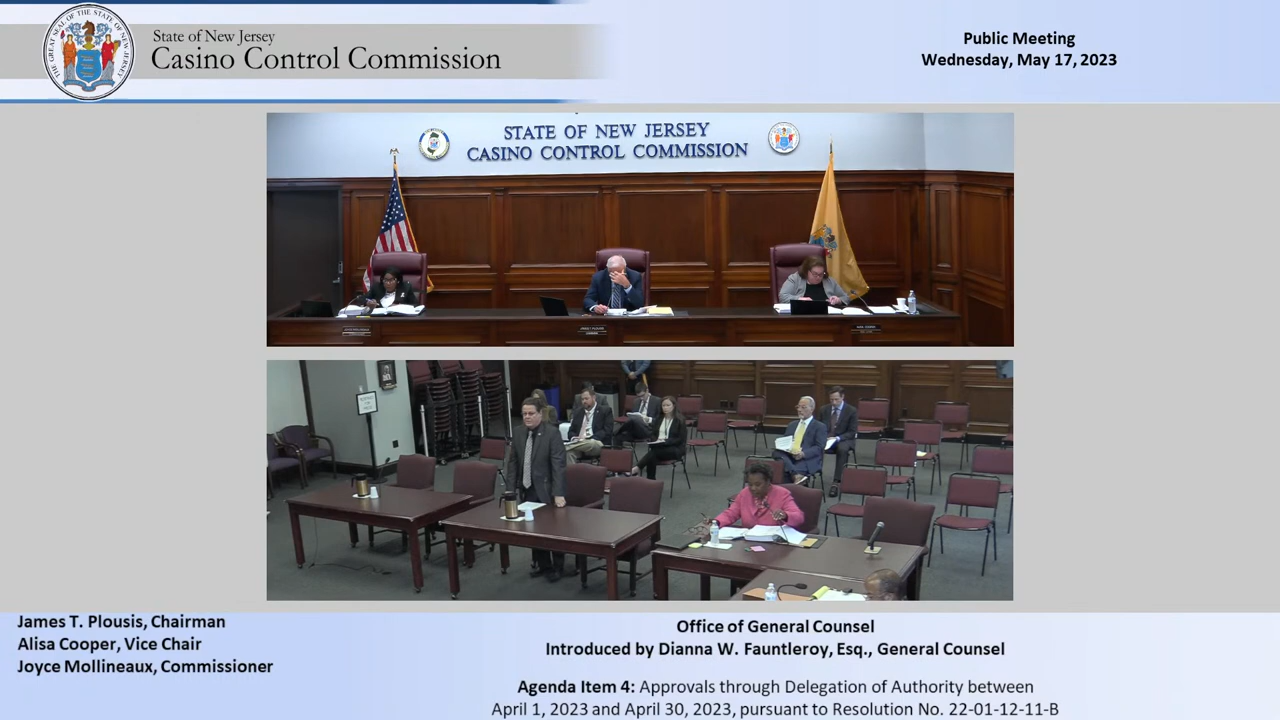 State of New Jersey
Casino Control Commission
Public Meeting
Wednesday, May 17, 2023
STATE OF NEW JERSEY
CASINO CONTROL COMMISSION
James T. Plousis, Chairman
Alisa Cooper, Vice Chair
Joyce Mollineaux, Commissioner
Office of General Counsel
Introduced by Dianna W. Fauntleroy, Esq., General Counsel
Agenda Item 4: Approvals through Delegation of Authority between
April 1, 2023 and April 30, 2023, pursuant to Resolution No. 22-01-12-11-B